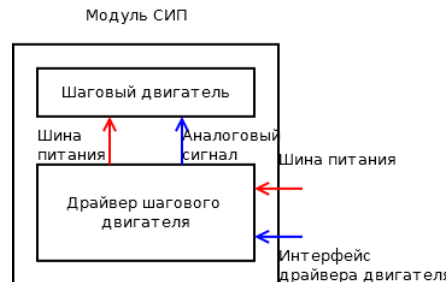 Модуль СИП
Шаговый двигатель
Шина
питания
Аналоговый
сигнал
Шина питания
Драйвер шагового
двигателя
Интерфейс
драйвера двигателя